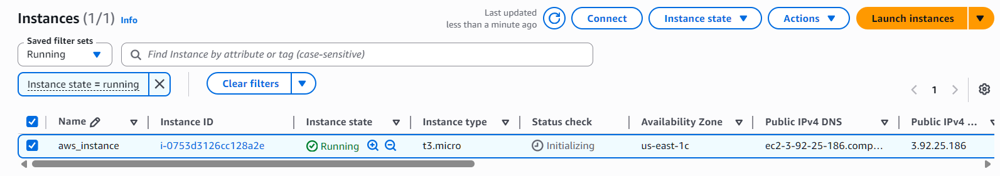 Instances (1/1) Info
Last updated
less than a minute ago
Connect
Instance state
Actions
Launch instances
Saved filter sets
Running
Find Instance by attribute or tag (case-sensitive)
Instance state = running
Clear filters
1
Name Instance ID Instance state Instance type Status check Availability Zone Public IPv4 DNS Public IPv4 ...
aws_instance i-0753d3126cc128a2e Running t3.micro Initializing us-east-1c ec2-3-92-25-186.comp... 3.92.25.186